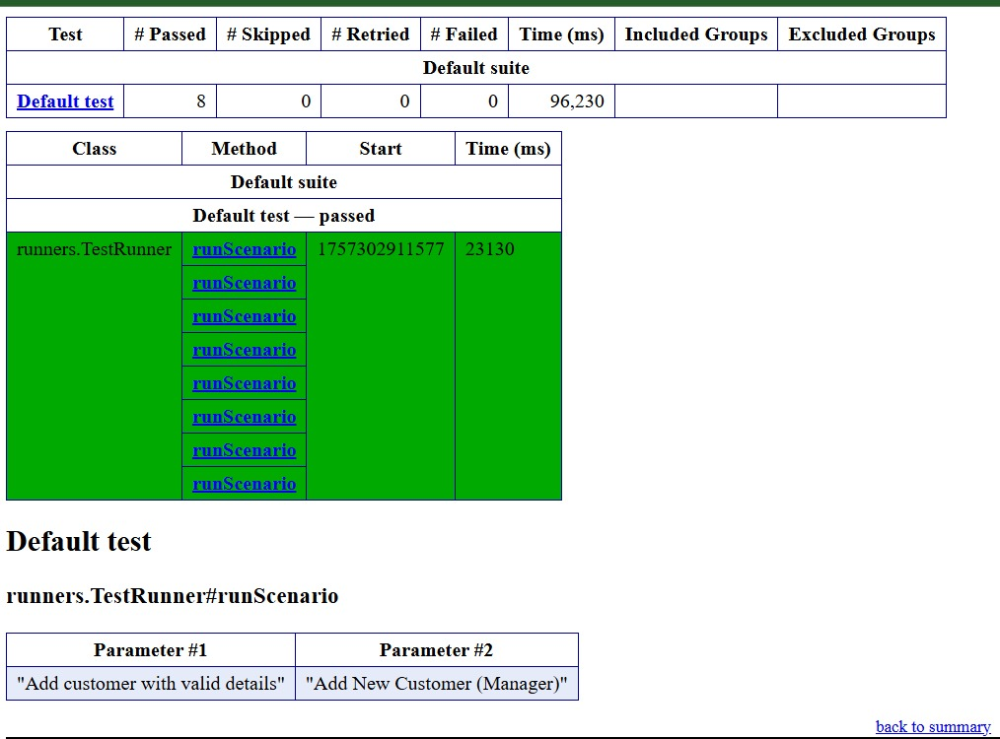 Test # Passed # Skipped # Retried # Failed Time (ms) Included Groups Excluded Groups
Default suite
Default test 8 0 0 0 96,230
Class Method Start Time (ms)
Default suite
Default test — passed
runners.TestRunner runScenario 1757302911577 23130
runScenario
runScenario
runScenario
runScenario
runScenario
runScenario
runScenario
Default test
runners.TestRunner#runScenario
Parameter #1 Parameter #2
"Add customer with valid details" "Add New Customer (Manager)"
back to summary